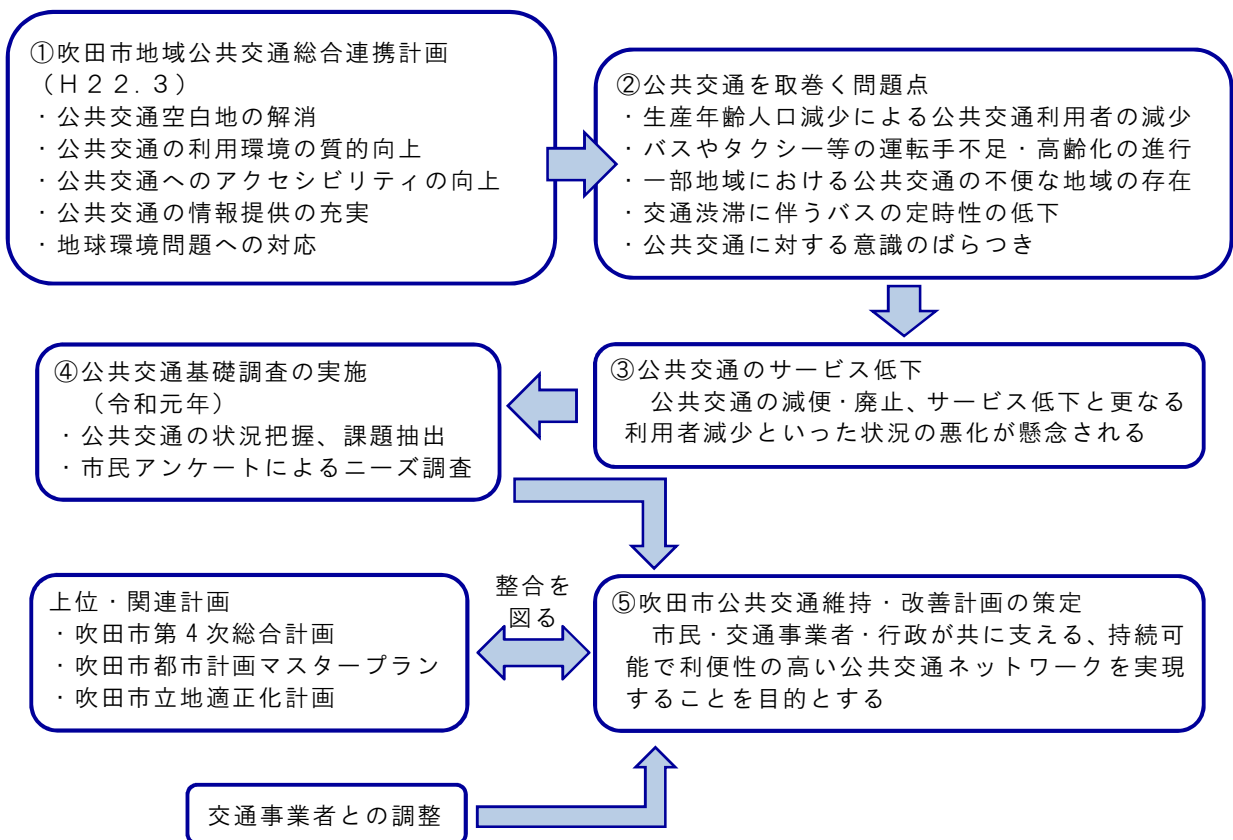 ①吹田市地域公共交通総合連携計画
（Ｈ２２.３）
・公共交通空白地の解消
・公共交通の利用環境の質的向上
・公共交通へのアクセシビリティの向上
・公共交通の情報提供の充実
・地球環境問題への対応
②公共交通を取巻く問題点
・生産年齢人口減少による公共交通利用者の減少
・バスやタクシー等の運転手不足・高齢化の進行
・一部地域における公共交通の不便な地域の存在
・交通渋滞に伴うバスの定時性の低下
・公共交通に対する意識のばらつき
③公共交通のサービス低下
公共交通の減便・廃止、サービス低下と更なる
利用者減少といった状況の悪化が懸念される
④公共交通基礎調査の実施
（令和元年）
・公共交通の状況把握、課題抽出
・市民アンケートによるニーズ調査
上位・関連計画
・吹田市第4次総合計画
・吹田市都市計画マスタープラン
・吹田市立地適正化計画
整合を
図る
⑤吹田市公共交通維持・改善計画の策定
市民・交通事業者・行政が共に支える、持続可
能で利便性の高い公共交通ネットワークを実現
することを目的とする
交通事業者との調整